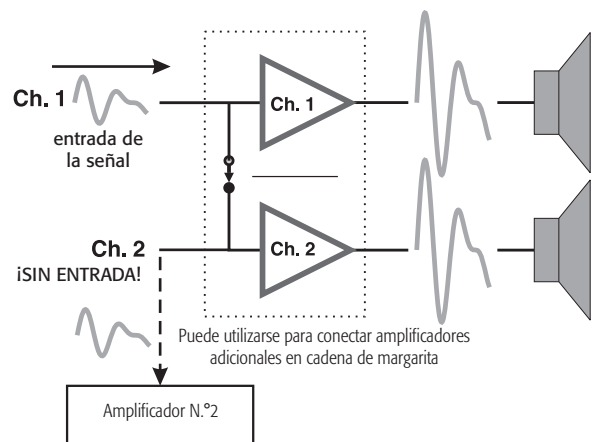 Ch. 1
entrada de
la señal
Ch. 1
Ch. 2
¡SIN ENTRADA!
Ch. 2
Puede utilizarse para conectar amplificadores
adicionales en cadena de margarita
Amplificador N.°2